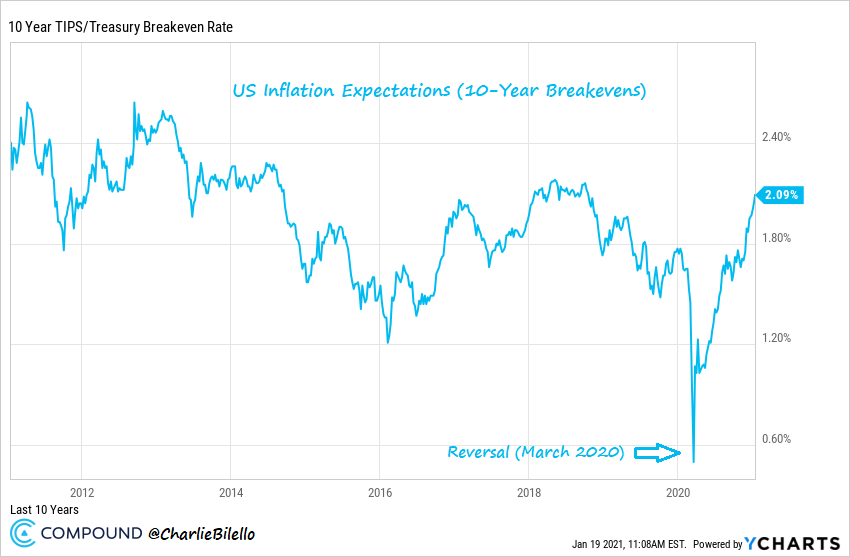 10 Year TIPS/Treasury Breakeven Rate
US Inflation Expectations (10-Year Breakevens)
2.40%
2.09%
1.80%
1.20%
0.60%
Reversal (March 2020)
2012 2014 2016 2018 2020
Last 10 Years
COMPOUND @CharlieBilello
Jan 19 2021, 11:08AM EST. Powered by YCHARTS